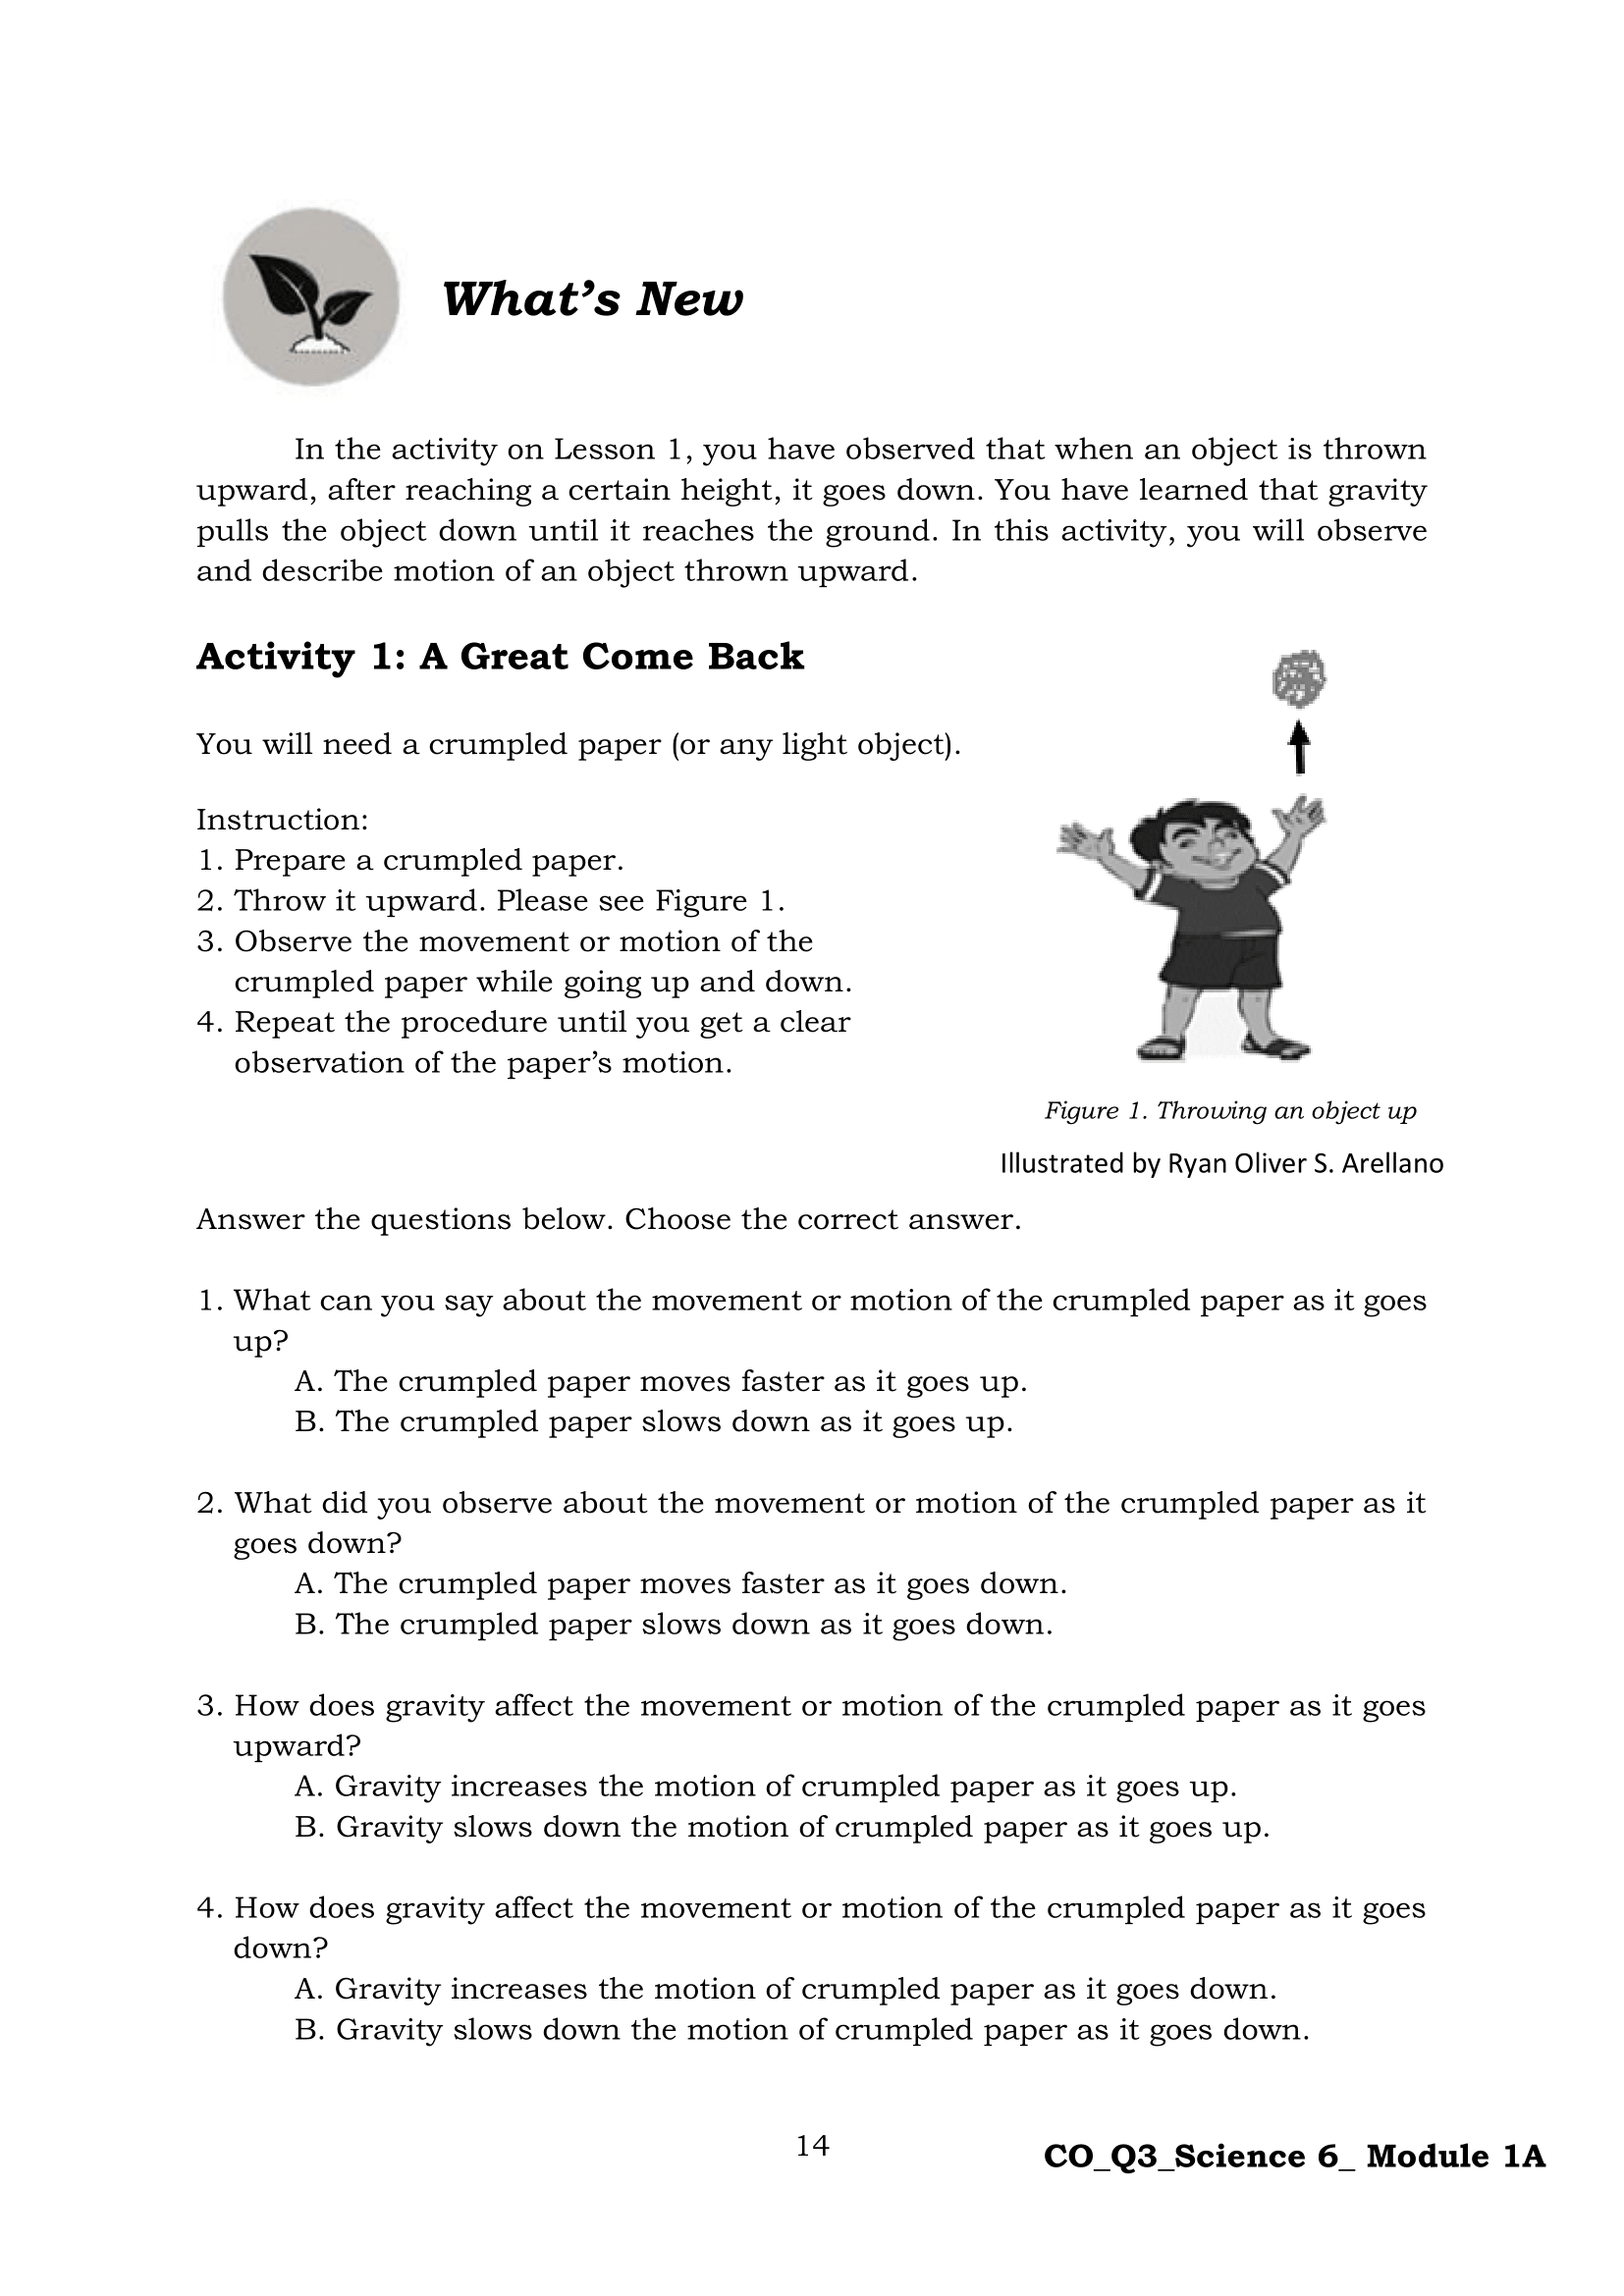 What's New
In the activity on Lesson 1, you have observed that when an object is thrown
upward, after reaching a certain height, it goes down. You have learned that gravity
pulls the object down until it reaches the ground. In this activity, you will observe
and describe motion of an object thrown upward.
Activity 1: A Great Come Back
You will need a crumpled paper (or any light object).
Instruction:
1. Prepare a crumpled paper.
2. Throw it upward. Please see Figure 1.
3. Observe the movement or motion of the
crumpled paper while going up and down.
4. Repeat the procedure until you get a clear
observation of the paper’s motion.
Figure 1. Throwing an object up
Illustrated by Ryan Oliver S. Arellano
Answer the questions below. Choose the correct answer.
1. What can you say about the movement or motion of the crumpled paper as it goes
up?
A. The crumpled paper moves faster as it goes up.
B. The crumpled paper slows down as it goes up.
2. What did you observe about the movement or motion of the crumpled paper as it
goes down?
A. The crumpled paper moves faster as it goes down.
B. The crumpled paper slows down as it goes down.
3. How does gravity affect the movement or motion of the crumpled paper as it goes
upward?
A. Gravity increases the motion of crumpled paper as it goes up.
B. Gravity slows down the motion of crumpled paper as it goes up.
4. How does gravity affect the movement or motion of the crumpled paper as it goes
down?
A. Gravity increases the motion of crumpled paper as it goes down.
B. Gravity slows down the motion of crumpled paper as it goes down.
14
CO_Q3_Science 6_ Module 1A